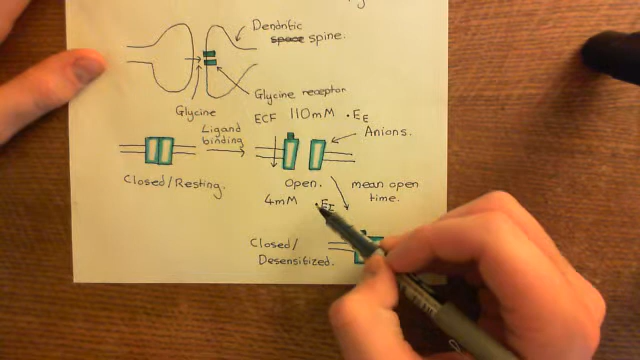 Dendritic
space spine.
Glycine receptor
Glycine
ECF 110mM . EE
Ligand
binding
Anions.
Closed/Resting.
Open.
mean open
time.
4mM . EI
Closed/
Desensitized.